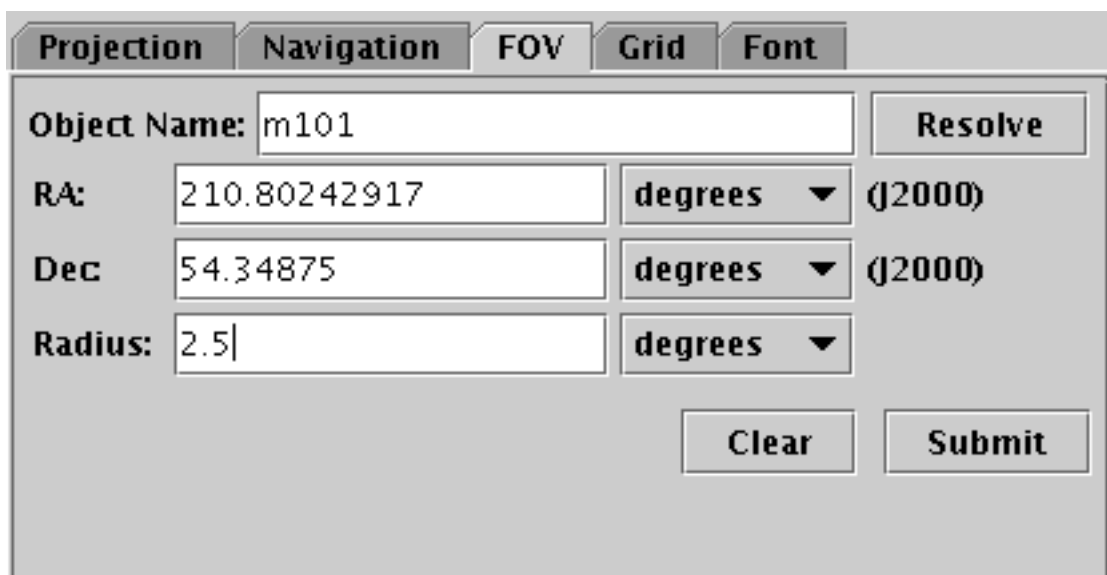 Projection Navigation FOV Grid Font
Object Name: m101 Resolve
RA: 210.80242917 degrees (J2000)
Dec: 54.34875 degrees (J2000)
Radius: 2.5 degrees
Clear Submit